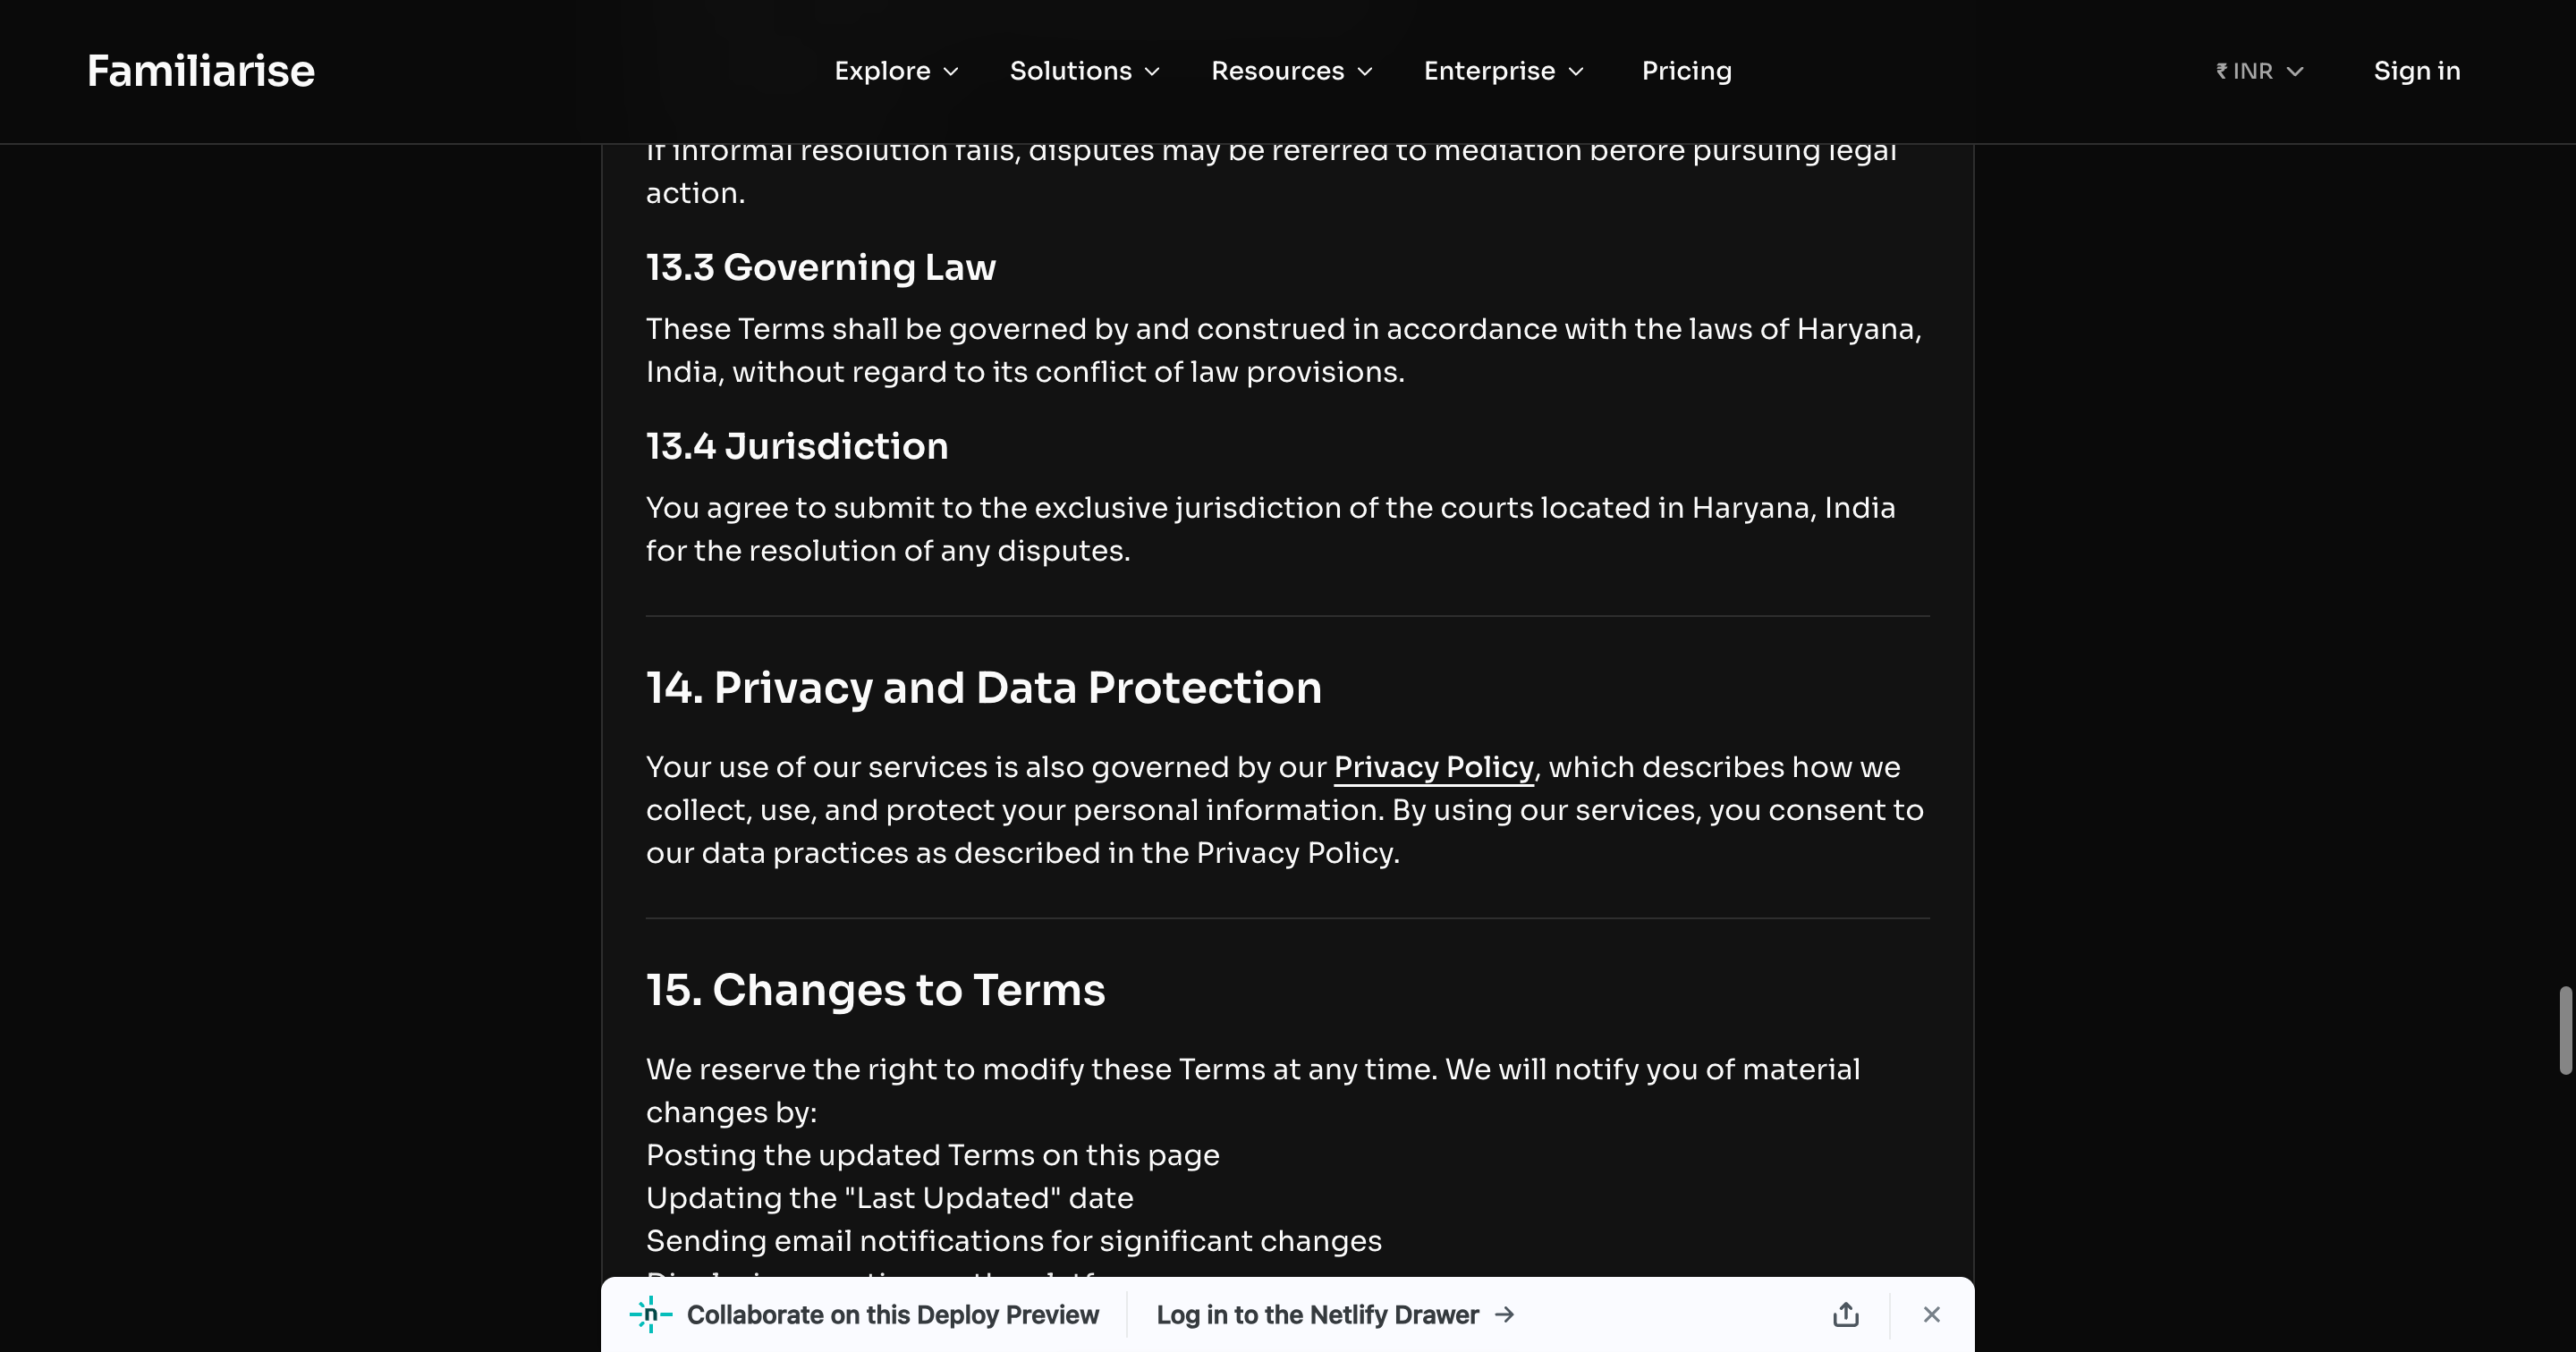 Familiarise
Explore
Solutions
Resources
Enterprise
Pricing
₹ INR
Sign in
If informal resolution fails, disputes may be referred to mediation before pursuing legal
action.
13.3 Governing Law
These Terms shall be governed by and construed in accordance with the laws of Haryana,
India, without regard to its conflict of law provisions.
13.4 Jurisdiction
You agree to submit to the exclusive jurisdiction of the courts located in Haryana, India
for the resolution of any disputes.
14. Privacy and Data Protection
Your use of our services is also governed by our Privacy Policy, which describes how we
collect, use, and protect your personal information. By using our services, you consent to
our data practices as described in the Privacy Policy.
15. Changes to Terms
We reserve the right to modify these Terms at any time. We will notify you of material
changes by:
Posting the updated Terms on this page
Updating the "Last Updated" date
Sending email notifications for significant changes
Collaborate on this Deploy Preview
Log in to the Netlify Drawer →